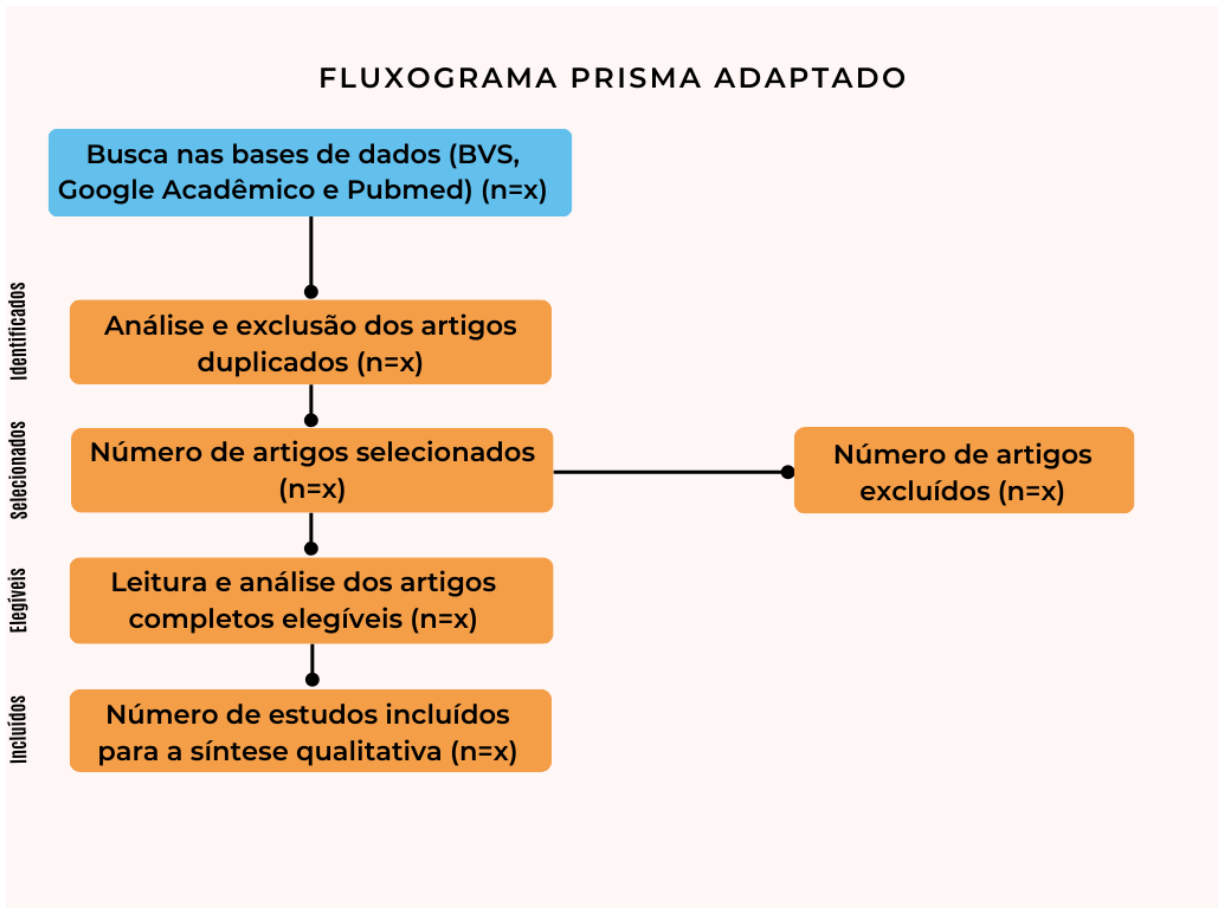 FLUXOGRAMA PRISMA ADAPTADO
Busca nas bases de dados (BVS,
Google Acadêmico e Pubmed) (n=x)
Identificados
Análise e exclusão dos artigos
duplicados (n=x)
Selecionados
Número de artigos selecionados
(n=x)
Número de artigos
excluídos (n=x)
Elegíveis
Leitura e análise dos artigos
completos elegíveis (n=x)
Incluídos
Número de estudos incluídos
para a síntese qualitativa (n=x)